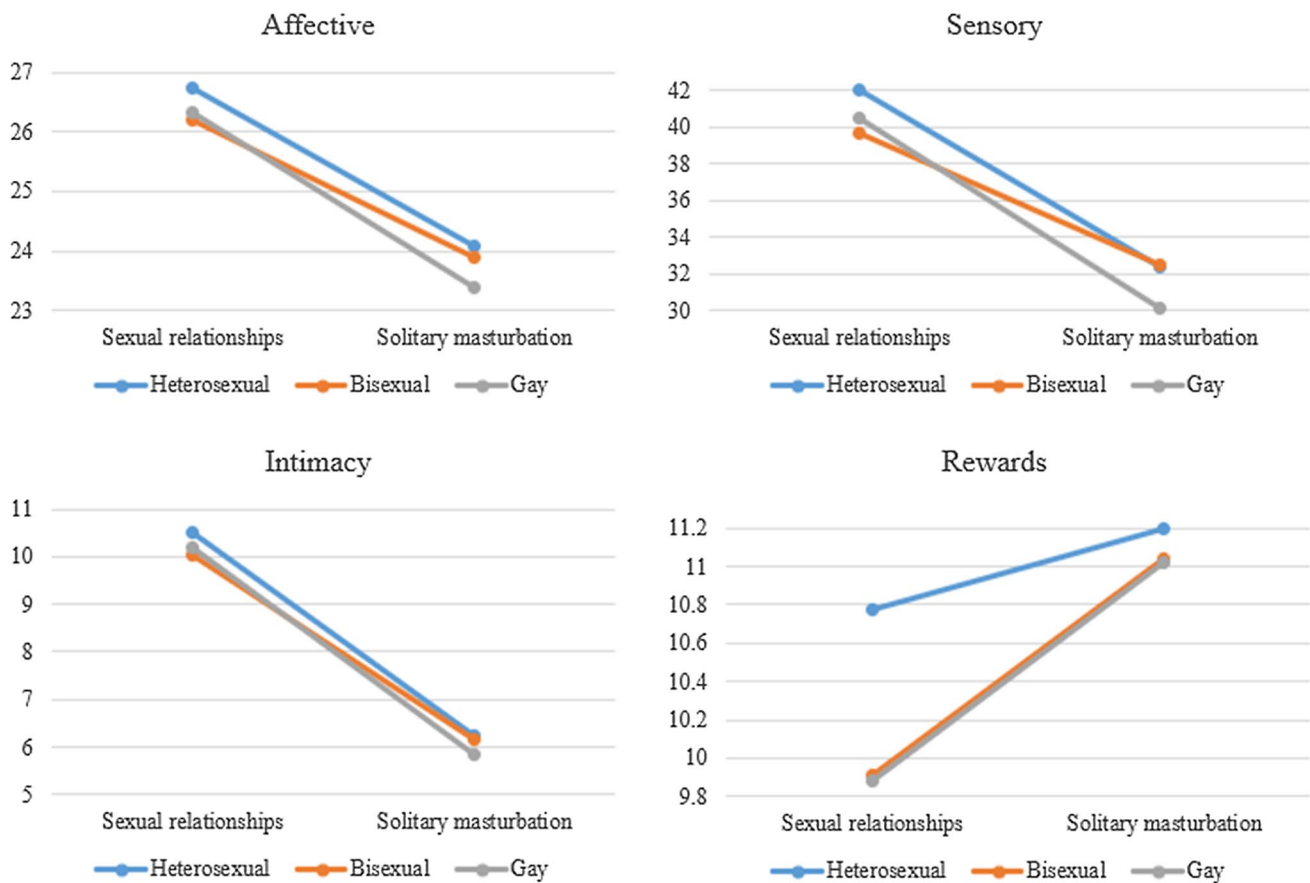 Affective
27
26
25
24
23
Sexual relationships Solitary masturbation
Heterosexual Bisexual Gay
Sensory
42
40
38
36
34
32
30
Sexual relationships Solitary masturbation
Heterosexual Bisexual Gay
Intimacy
11
10
9
8
7
6
5
Sexual relationships Solitary masturbation
Heterosexual Bisexual Gay
Rewards
11.2
11
10.8
10.6
10.4
10.2
10
9.8
Sexual relationships Solitary masturbation
Heterosexual Bisexual Gay